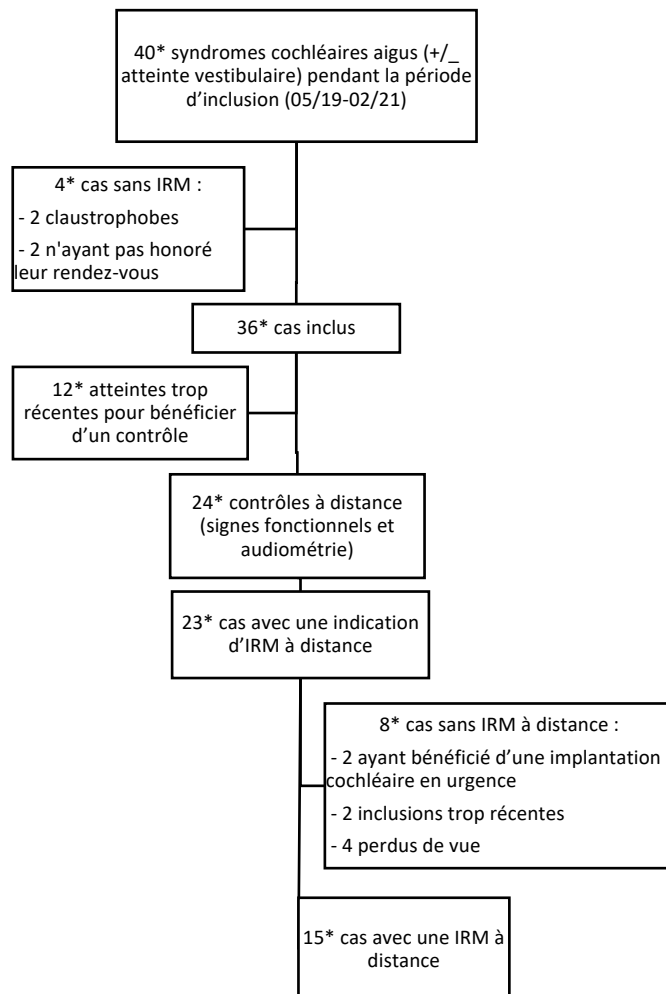 40* syndromes cochléaires aigus (+/_
atteinte vestibulaire) pendant la période
d’inclusion (05/19-02/21)
4* cas sans IRM :
- 2 claustrophobes
- 2 n'ayant pas honoré
leur rendez-vous
36* cas inclus
12* atteintes trop
récentes pour bénéficier
d’un contrôle
24* contrôles à distance
(signes fonctionnels et
audiométrie)
23* cas avec une indication
d’IRM à distance
8* cas sans IRM à distance :
- 2 ayant bénéficié d’une implantation
cochléaire en urgence
- 2 inclusions trop récentes
- 4 perdus de vue
15* cas avec une IRM à
distance